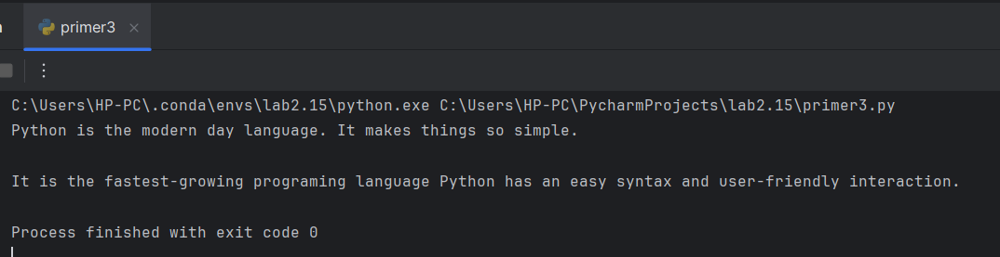 primer3
C:\Users\HP-PC\.conda\envs\lab2.15\python.exe C:\Users\HP-PC\PycharmProjects\lab2.15\primer3.py
Python is the modern day language. It makes things so simple.
It is the fastest-growing programing language Python has an easy syntax and user-friendly interaction.
Process finished with exit code 0